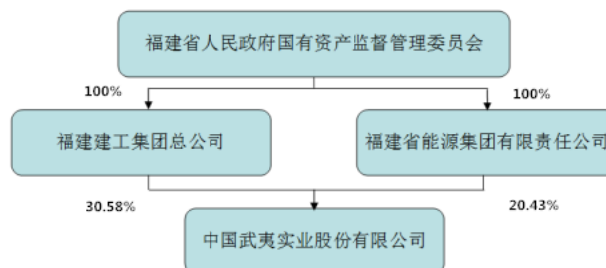 福建省人民政府国有资产监督管理委员会
100%
100%
福建建工集团总公司
福建省能源集团有限责任公司
30.58%
20.43%
中国武夷实业股份有限公司